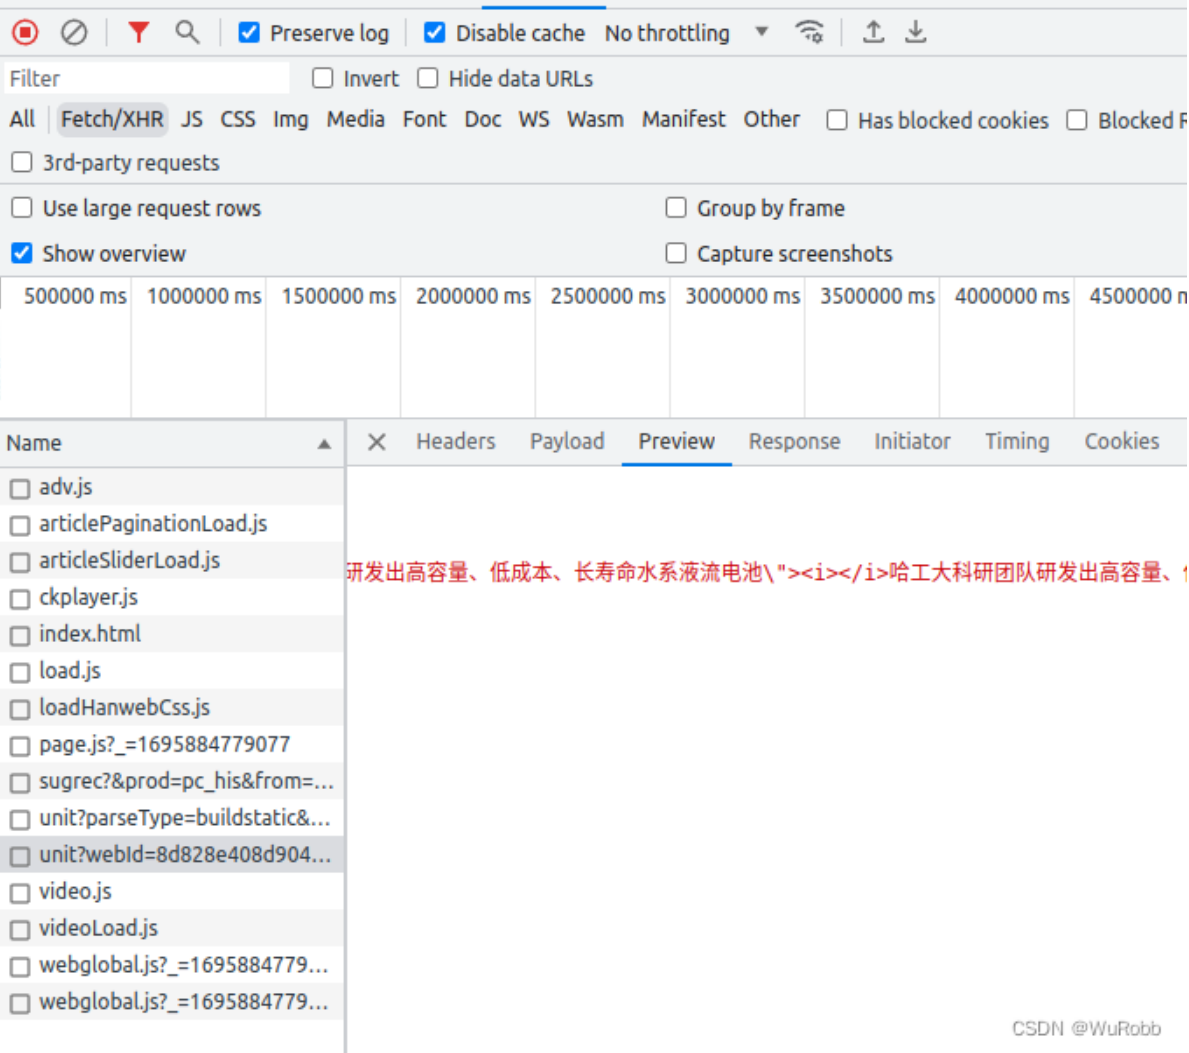 Preserve log Disable cache No throttling
Filter Invert Hide data URLs
All Fetch/XHR JS CSS Img Media Font Doc WS Wasm Manifest Other Has blocked cookies Blocked
3rd-party requests
Use large request rows Group by frame
Show overview Capture screenshots
500000 ms 1000000 ms 1500000 ms 2000000 ms 2500000 ms 3000000 ms 3500000 ms 4000000 ms 4500000
Name Headers Payload Preview Response Initiator Timing Cookies
adv.js
articlePaginationLoad.js
研发出高容量、低成本、长寿命水系液流电池\"><i></i>哈工大科研团队研发出高容量、
articleSliderLoad.js
ckplayer.js
index.html
load.js
loadHanwebCss.js
page.js?_=1695884779077
sugrec?&prod=pc_his&from=...
unit?parseType=buildstatic&...
unit?webId=8d828e408d904...
video.js
videoLoad.js
webglobal.js?_=1695884779...
webglobal.js?_=1695884779...
CSDN @WuRobb